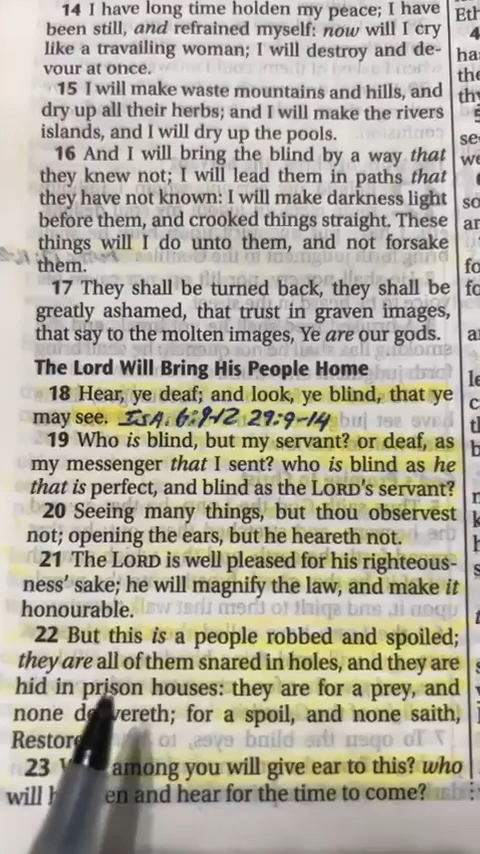 14 I have long time holden my peace; I have
been still, and refrained myself: now will I cry
like a travailing woman; I will destroy and de-
vour at once.
15 I will make waste mountains and hills, and
dry up all their herbs; and I will make the rivers
islands, and I will dry up the pools.
16 And I will bring the blind by a way that
they knew not; I will lead them in paths that
they have not known: I will make darkness light
before them, and crooked things straight. These
things will I do unto them, and not forsake
them.
17 They shall be turned back, they shall be
greatly ashamed, that trust in graven images,
that say to the molten images, Ye are our gods.
The Lord Will Bring His People Home
18 Hear, ye deaf; and look, ye blind, that ye
may see. ISA. 6:9-12 29:9-14
19 Who is blind, but my servant? or deaf, as
my messenger that I sent? who is blind as he
that is perfect, and blind as the LORD's servant?
20 Seeing many things, but thou observest
not; opening the ears, but he heareth not.
21 The LORD is well pleased for his righteous-
ness' sake; he will magnify the law, and make it
honourable.
22 But this is a people robbed and spoiled;
they are all of them snared in holes, and they are
hid in prison houses: they are for a prey, and
none vereth; for a spoil, and none saith,
Restore
23 among you will give ear to this? who
will en and hear for the time to come?